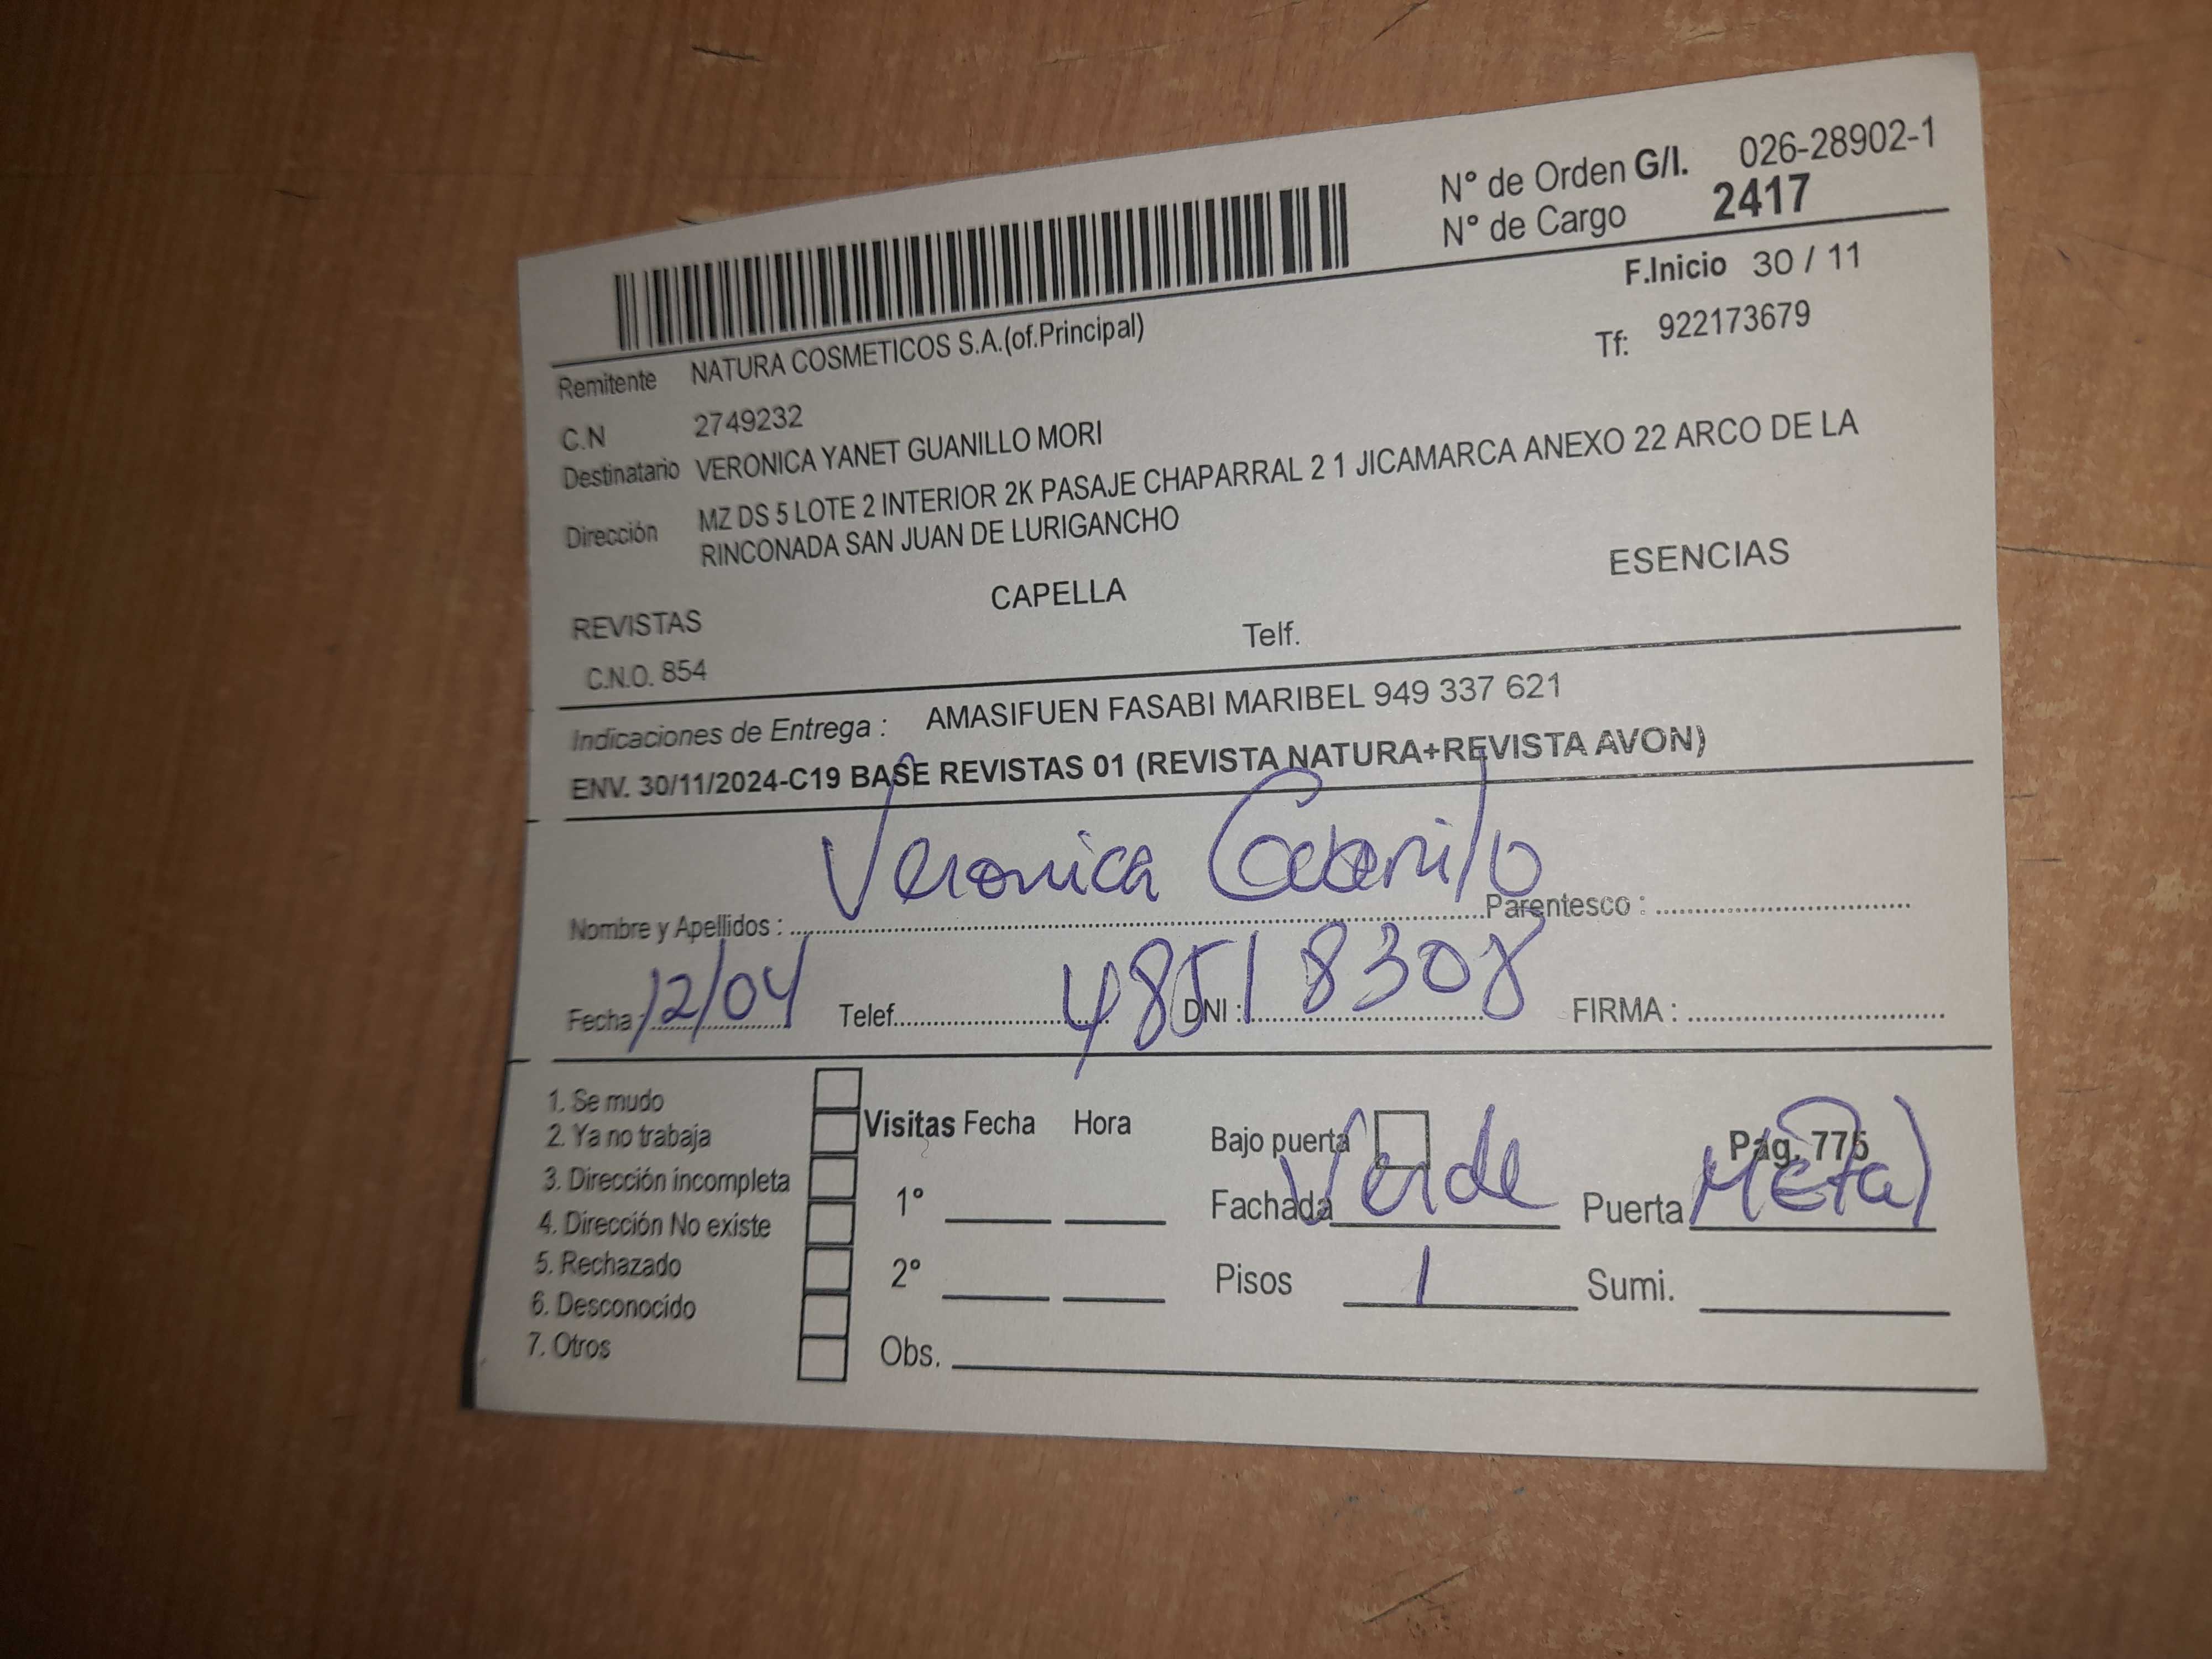 N° de Orden G/I. 026-28902-1
N° de Cargo 2417
F.Inicio 30 / 11
Remitente NATURA COSMETICOS S.A.(of.Principal) Tf: 922173679
C.N 2749232
Destinatario VERONICA YANET GUANILLO MORI
Dirección MZ DS 5 LOTE 2 INTERIOR 2K PASAJE CHAPARRAL 2 1 JICAMARCA ANEXO 22 ARCO DE LA
RINCONADA SAN JUAN DE LURIGANCHO
REVISTAS CAPELLA ESENCIAS
C.N.O. 854 Telf.
Indicaciones de Entrega : AMASIFUEN FASABI MARIBEL 949 337 621
ENV. 30/11/2024-C19 BASE REVISTAS 01 (REVISTA NATURA+REVISTA AVON)
Nombre y Apellidos : Veronica Parentesco :
Fecha : 12/04 Telef. DNI : 48518308 FIRMA :
1. Se mudo
2. Ya no trabaja
3. Dirección incompleta
4. Dirección No existe
5. Rechazado
6. Desconocido
7. Otros
Visitas Fecha Hora
1°
2°
Obs.
Bajo puerta Pag. 775
Fachada Verde Puerta Metal
Pisos 1 Sumi.